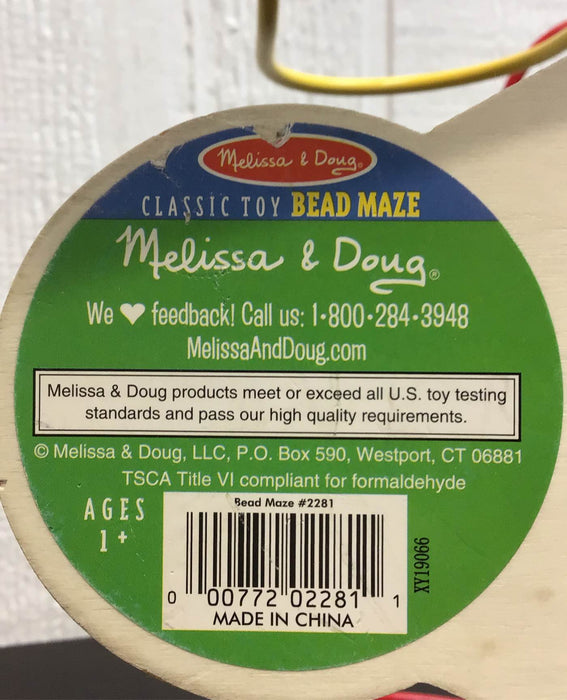 Melissa & Doug®
CLASSIC TOY BEAD MAZE
Melissa & Doug®
We ♥ feedback! Call us: 1•800•284•3948
MelissaAndDoug.com
Melissa & Doug products meet or exceed all U.S. toy testing
standards and pass our high quality requirements.
© Melissa & Doug, LLC, P.O. Box 590, Westport, CT 06881
TSCA Title VI compliant for formaldehyde
AGES
1+
Bead Maze #2281
0 00772 02281 1
MADE IN CHINA
XY19066